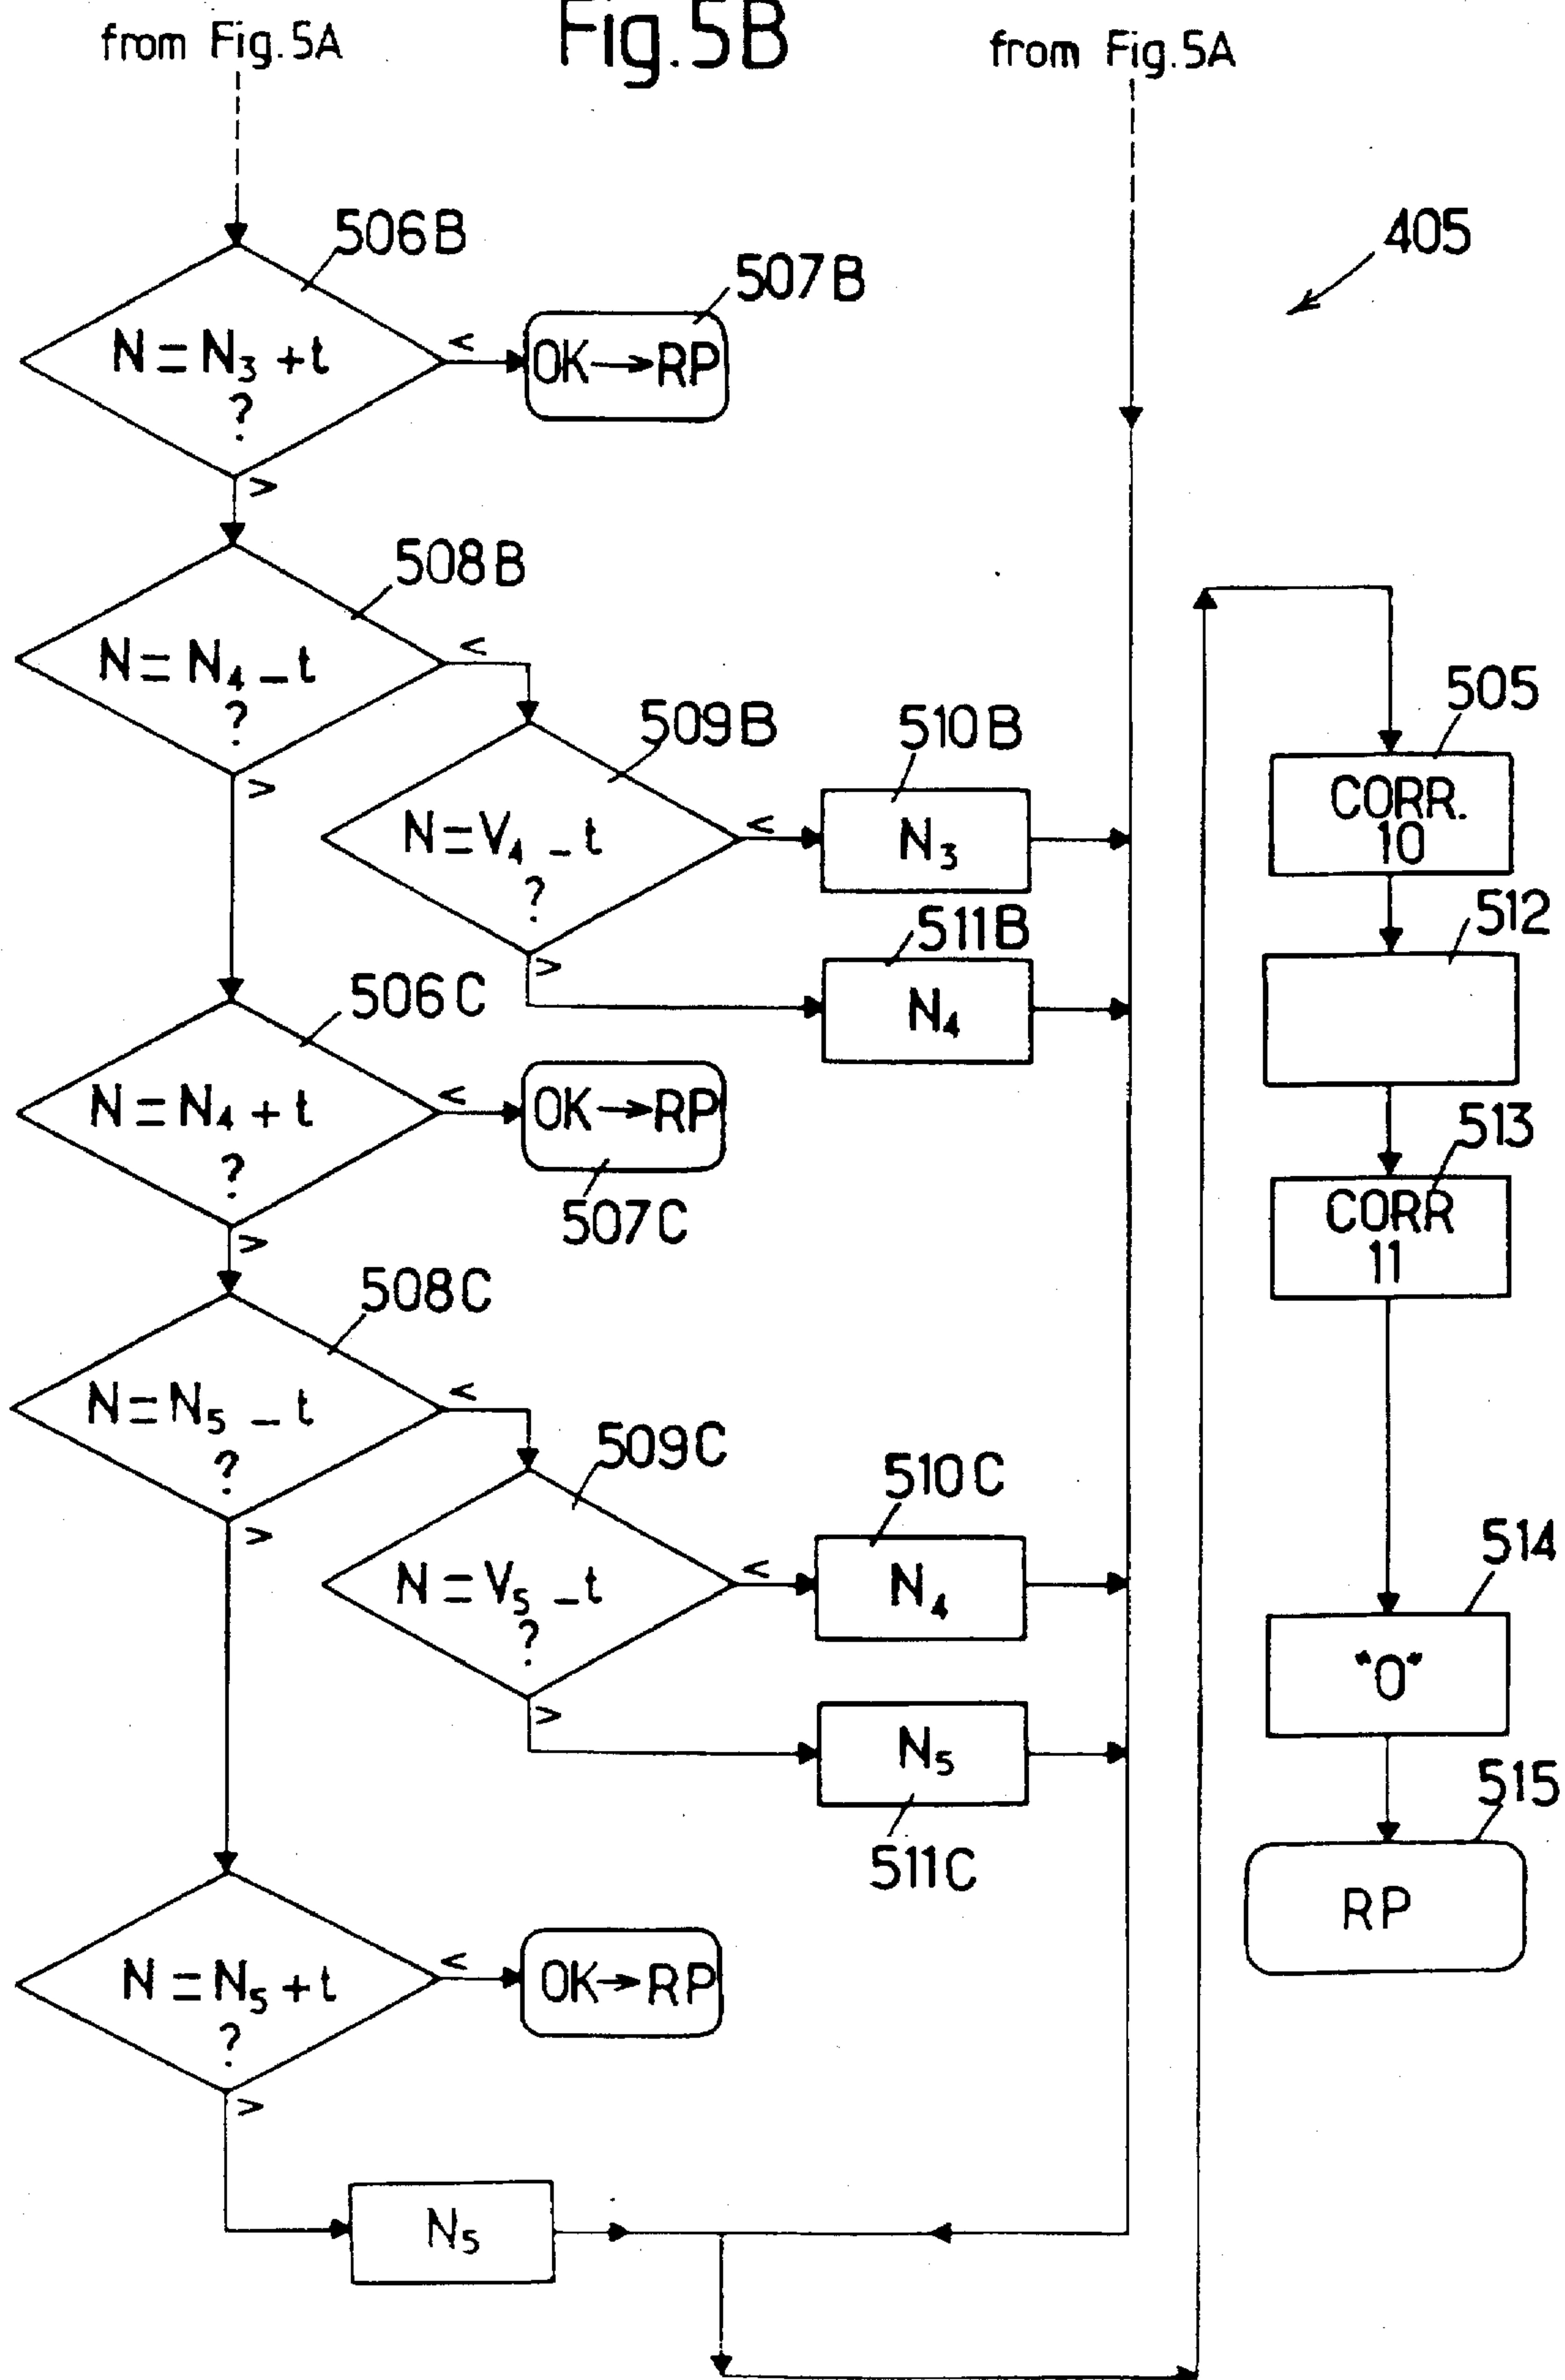 Fig.5B
from Fig.5A
from Fig.5A
405
506B
N = N₃ + t
?
<
>
507B
OK→RP
508B
N = N₄ - t
?
<
>
509B
N = V₄ - t
?
<
>
510B
N₃
511B
N₄
506C
N = N₄ + t
?
<
>
OK→RP
507C
508C
N = N₅ - t
?
<
>
509C
N = V₅ - t
?
<
>
510C
N₄
N₅
511C
N = N₅ + t
?
<
>
OK→RP
N₅
505
CORR.
10
512
513
CORR
11
514
"0"
515
RP